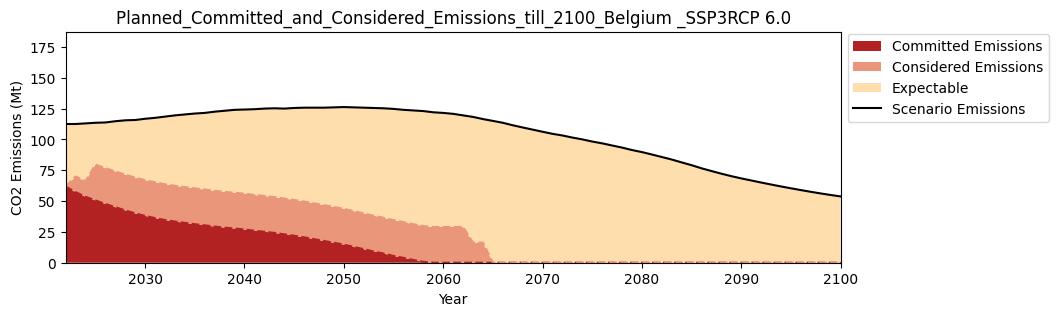 Planned_Committed_and_Considered_Emissions_till_2100_Belgium _SSP3RCP 6.0
Committed Emissions
Considered Emissions
Expectable
Scenario Emissions
CO2 Emissions (Mt)
175
150
125
100
75
50
25
0
2030 2040 2050 2060 2070 2080 2090 2100
Year